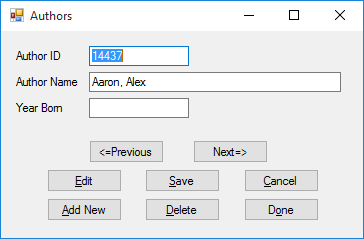 Authors
Author ID 14437
Author Name Aaron, Alex
Year Born
<=Previous Next=>
Edit Save Cancel
Add New Delete Done